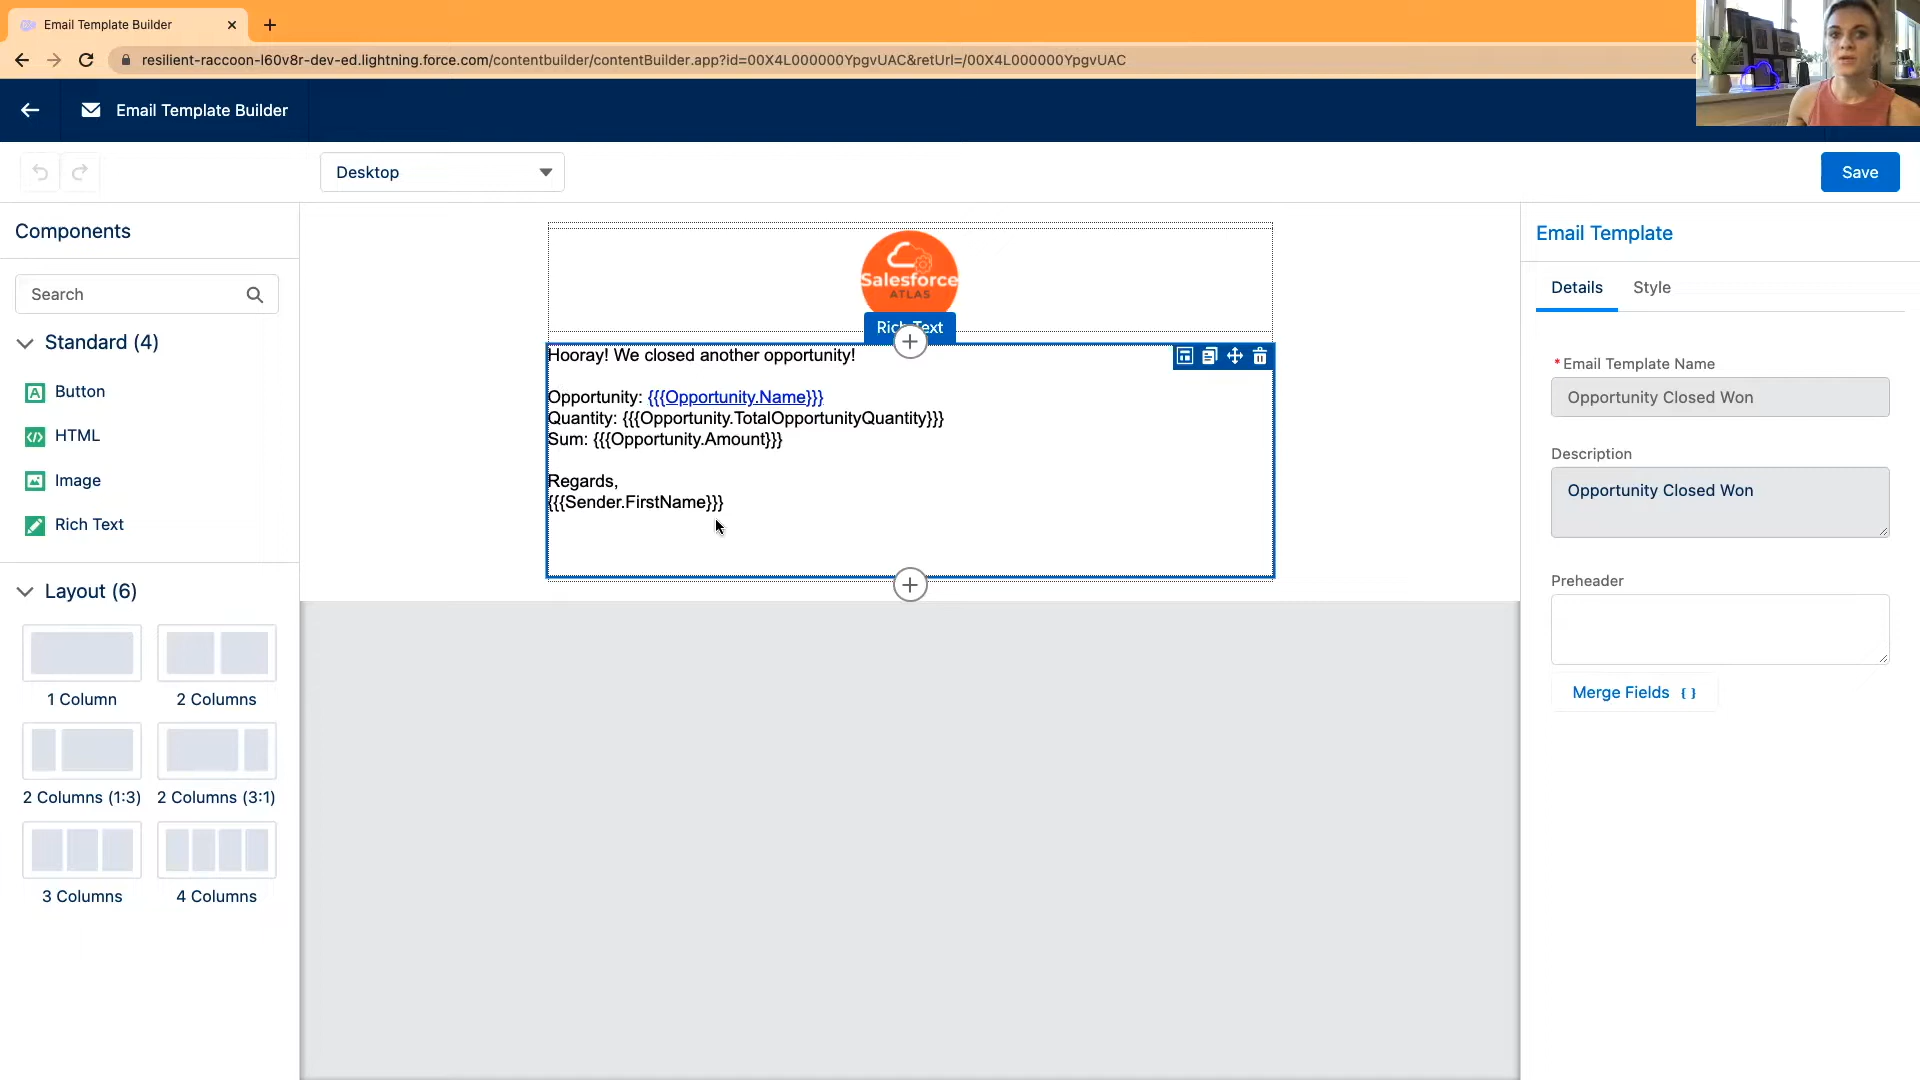 Email Template Builder
resilient-raccoon-l60v8r-dev-ed.lightning.force.com/contentbuilder/contentBuilder.app?id=00X4L000000YpgvUAC&retUrl=/00X4L000000YpgvUAC
Email Template Builder
Desktop
Save
Components
Search
Standard (4)
Button
HTML
Image
Rich Text
Layout (6)
1 Column
2 Columns
2 Columns (1:3)
2 Columns (3:1)
3 Columns
4 Columns
Salesforce
ATLAS
Rich Text
Hooray! We closed another opportunity!
Opportunity: {{{Opportunity.Name}}}
Quantity: {{{Opportunity.TotalOpportunityQuantity}}}
Sum: {{{Opportunity.Amount}}}
Regards,
{{{Sender.FirstName}}}
Email Template
Details
Style
* Email Template Name
Opportunity Closed Won
Description
Opportunity Closed Won
Preheader
Merge Fields { }